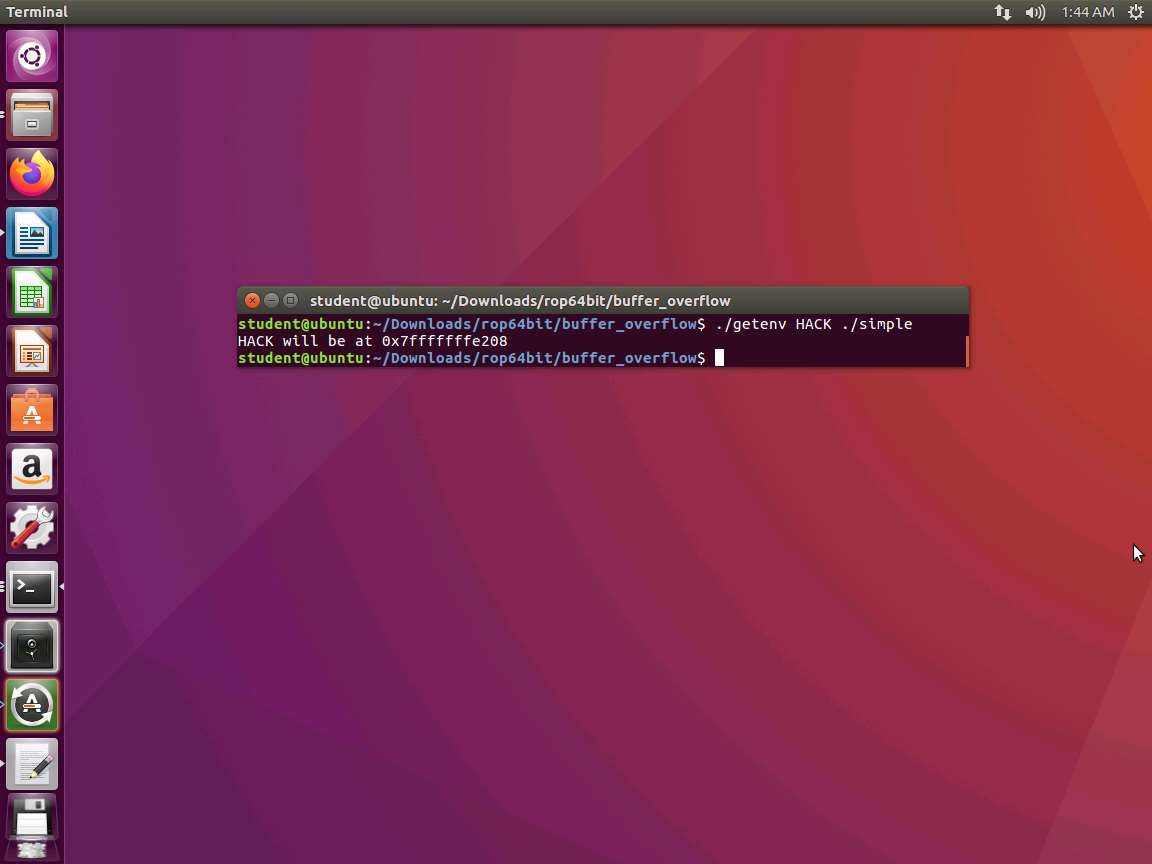 Terminal
1:44 AM
student@ubuntu: ~/Downloads/rop64bit/buffer_overflow
student@ubuntu:~/Downloads/rop64bit/buffer_overflow$ ./getenv HACK ./simple
HACK will be at 0x7fffffffe208
student@ubuntu:~/Downloads/rop64bit/buffer_overflow$